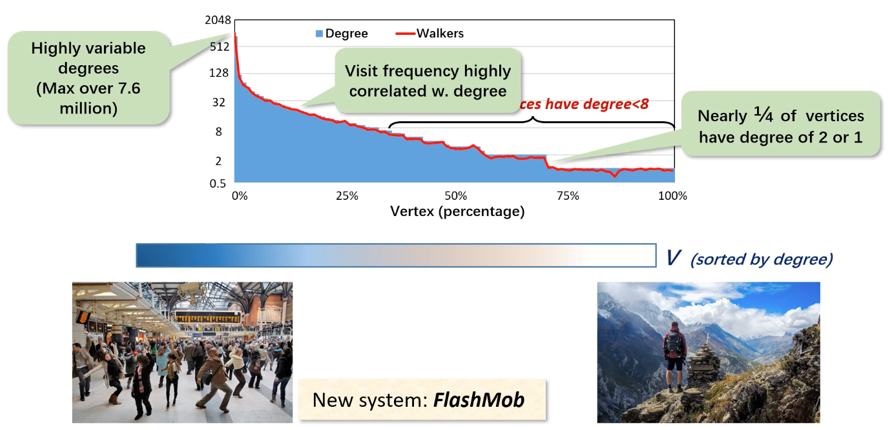 2048
512
128
32
8
2
0.5
Degree
Walkers
Highly variable
degrees
(Max over 7.6
million)
Visit frequency highly
correlated w. degree
ces have degree<8
Nearly ¼ of vertices
have degree of 2 or 1
0%
25%
50%
75%
100%
Vertex (percentage)
V (sorted by degree)
New system: FlashMob